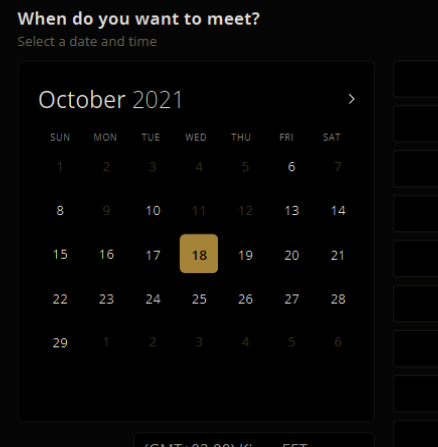 When do you want to meet?
Select a date and time
October 2021 >
SUN MON TUE WED THU FRI SAT
1 2 3 4 5 6 7
8 9 10 11 12 13 14
15 16 17 18 19 20 21
22 23 24 25 26 27 28
29 1 2 3 4 5 6